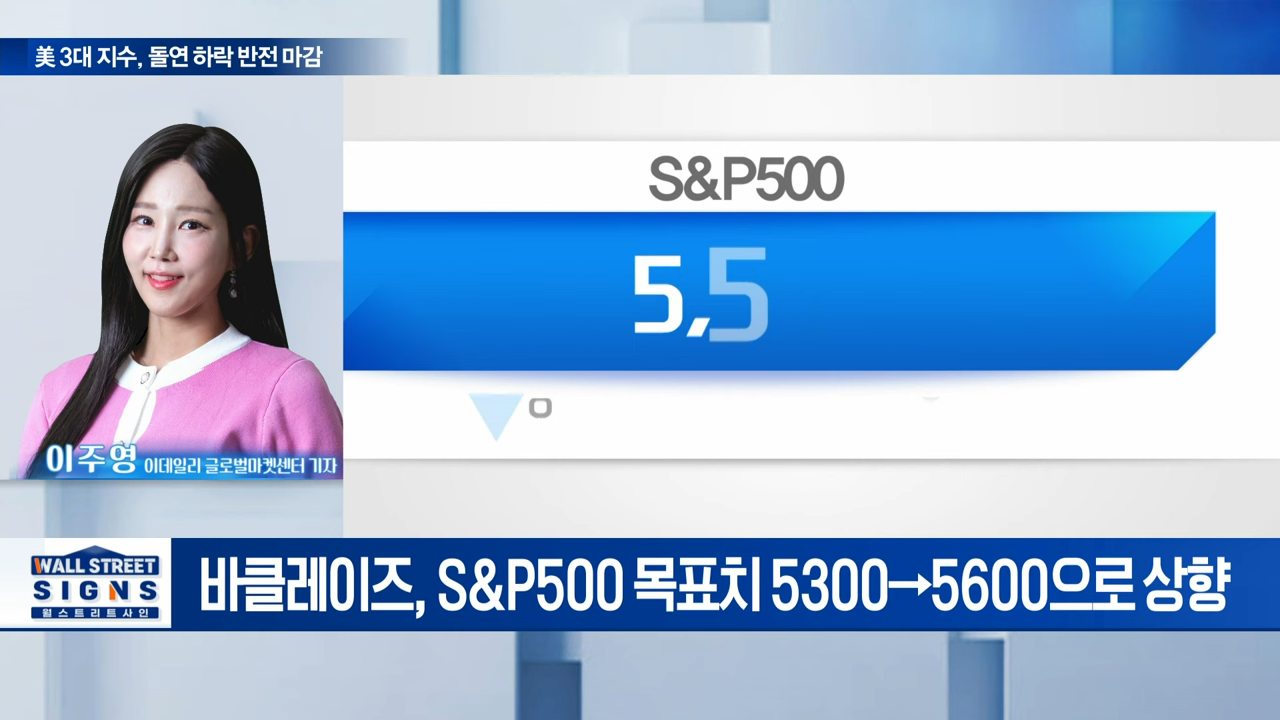 美 3대 지수, 돌연 하락 반전 마감
S&P500
5,5
0
이주영 이데일리 글로벌마켓센터 기자
WALL STREET
SIGNS
월스트리트사인
바클레이즈, S&P500 목표치 5300→5600으로 상향